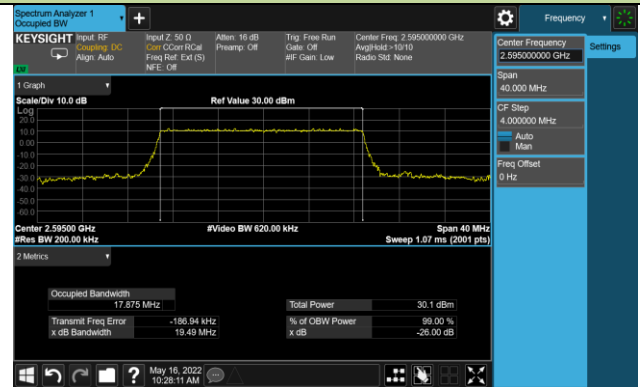 Spectrum Analyzer 1
Occupied BW
Frequency
KEYSIGHT
Input: RF
Coupling: DC
Align: Auto
Input Z: 50 Ω
Corr CCorr RCal
Freq Ref: Ext (S)
NFE: Off
Atten: 16 dB
Preamp: Off
Trig: Free Run
Gate: Off
#IF Gain: Low
Center Freq: 2.595000000 GHz
Avg|Hold:>10/10
Radio Std: None
LXI
Center Frequency
2.595000000 GHz
Settings
Span
40.000 MHz
CF Step
4.000000 MHz
Auto
Man
Freq Offset
0 Hz
1 Graph
Scale/Div 10.0 dB
Ref Value 30.00 dBm
Log
20.0
10.0
0.00
-10.0
-20.0
-30.0
-40.0
-50.0
-60.0
Center 2.59500 GHz
#Video BW 620.00 kHz
Span 40 MHz
#Res BW 200.00 kHz
Sweep 1.07 ms (2001 pts)
2 Metrics
Occupied Bandwidth
17.875 MHz
Total Power
30.1 dBm
Transmit Freq Error
-186.94 kHz
% of OBW Power
99.00 %
x dB Bandwidth
19.49 MHz
x dB
-26.00 dB
May 16, 2022
10:28:11 AM